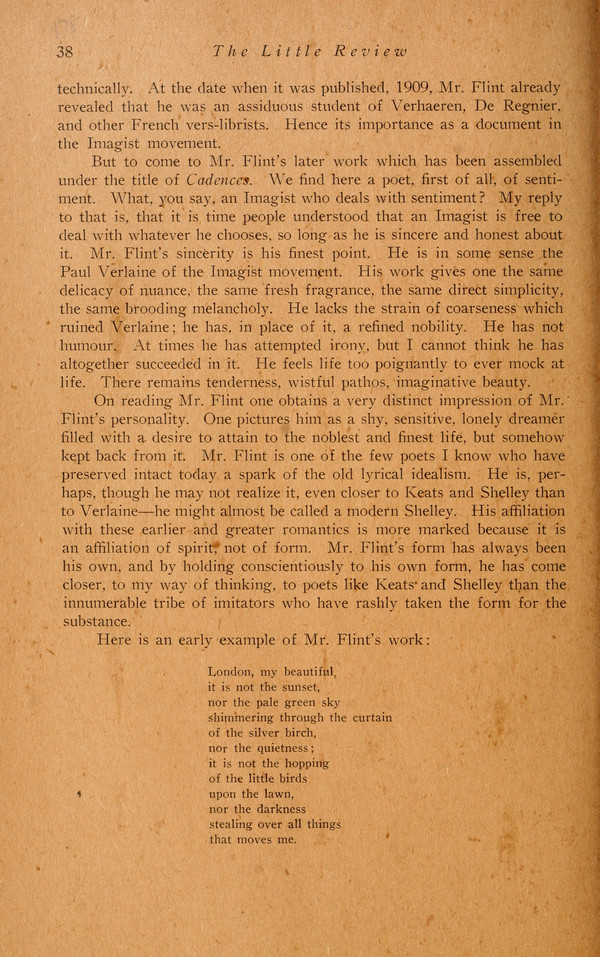 38 The Little Review
technically. At the date when it was published, 1909, Mr. Flint already
revealed that he was an assiduous student of Verhaeren, De Regnier,
and other French vers-librists. Hence its importance as a document in
the Imagist movement.
But to come to Mr. Flint's later work which has been assembled
under the title of Cadences. We find here a poet, first of all, of senti-
ment. What, you say, an Imagist who deals with sentiment? My reply
to that is, that it is time people understood that an Imagist is free to
deal with whatever he chooses, so long as he is sincere and honest about
it. Mr. Flint's sincerity is his finest point. He is in some sense the
Paul Verlaine of the Imagist movement. His work gives one the same
delicacy of nuance, the same fresh fragrance, the same direct simplicity,
the same brooding melancholy. He lacks the strain of coarseness which
ruined Verlaine; he has, in place of it, a refined nobility. He has not
humour. At times he has attempted irony, but I cannot think he has
altogether succeeded in it. He feels life too poignantly to ever mock at
life. There remains tenderness, wistful pathos, imaginative beauty.
On reading Mr. Flint one obtains a very distinct impression of Mr.
Flint's personality. One pictures him as a shy, sensitive, lonely dreamer
filled with a desire to attain to the noblest and finest life, but somehow
kept back from it. Mr. Flint is one of the few poets I know who have
preserved intact today a spark of the old lyrical idealism. He is, per-
haps, though he may not realize it, even closer to Keats and Shelley than
to Verlaine—he might almost be called a modern Shelley. His affiliation
with these earlier and greater romantics is more marked because it is
an affiliation of spirit, not of form. Mr. Flint's form has always been
his own, and by holding conscientiously to his own form, he has come
closer, to my way of thinking, to poets like Keats and Shelley than the
innumerable tribe of imitators who have rashly taken the form for the
substance.
Here is an early example of Mr. Flint's work:
London, my beautiful,
it is not the sunset,
nor the pale green sky
shimmering through the curtain
of the silver birch,
nor the quietness;
it is not the hopping
of the little birds
upon the lawn,
nor the darkness
stealing over all things
that moves me.